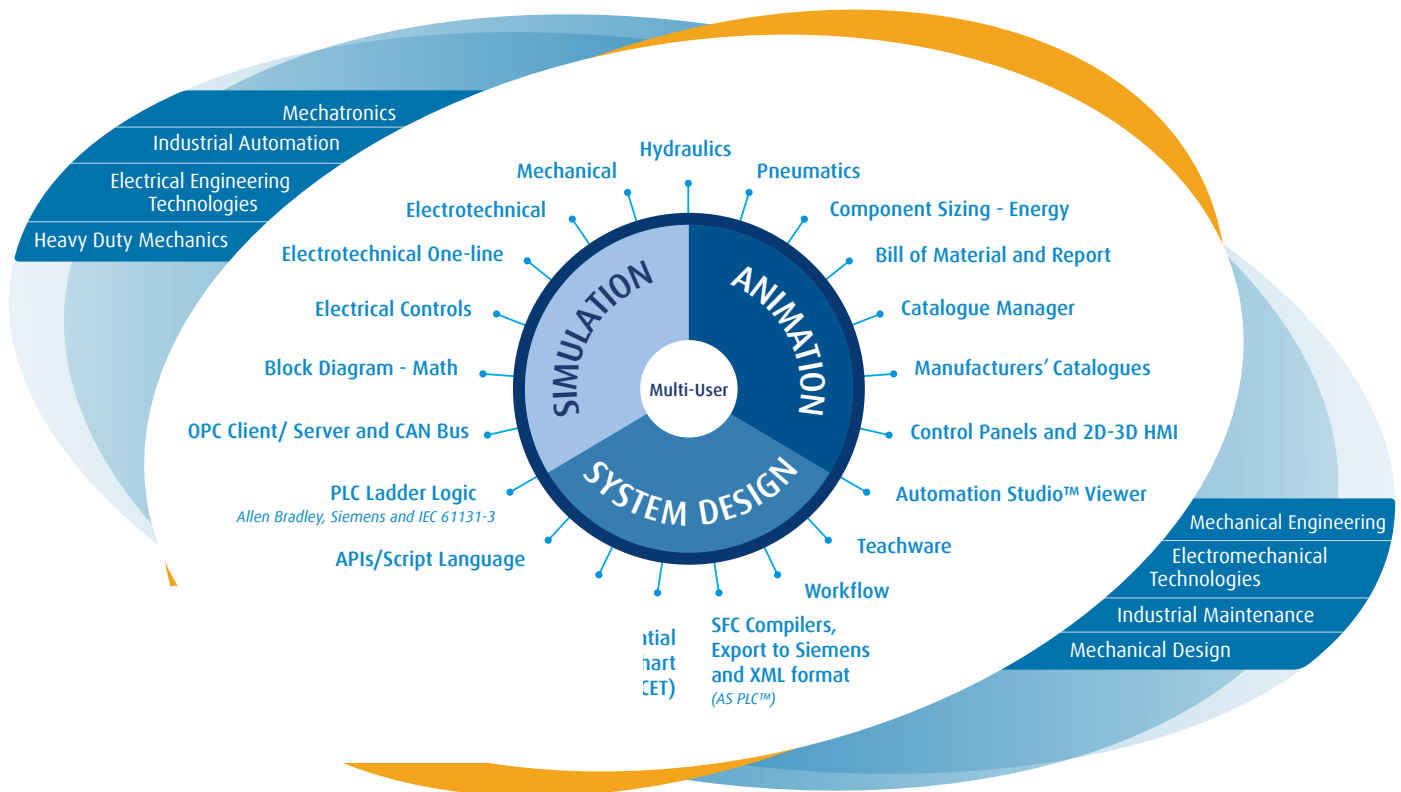 Mechatronics
Industrial Automation
Electrical Engineering
Technologies
Heavy Duty Mechanics
Hydraulics
Mechanical
Pneumatics
Electrotechnical
Component Sizing - Energy
Electrotechnical One-line
Bill of Material and Report
Electrical Controls
Catalogue Manager
Block Diagram - Math
Manufacturers’ Catalogues
OPC Client/ Server and CAN Bus
Control Panels and 2D-3D HMI
PLC Ladder Logic
Allen Bradley, Siemens and IEC 61131-3
Automation Studio™ Viewer
APIs/Script Language
Teachware
Workflow
SFC Compilers,
Export to Siemens
and XML format
(AS PLC™)
SIMULATION
ANIMATION
SYSTEM DESIGN
Multi-User
Mechanical Engineering
Electromechanical
Technologies
Industrial Maintenance
Mechanical Design